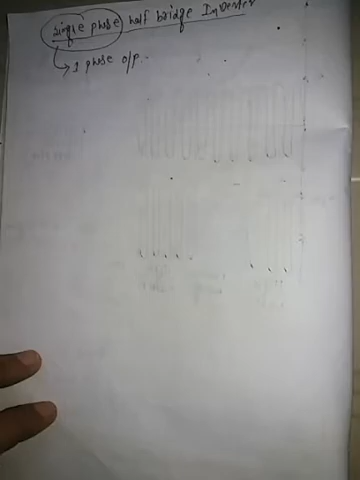 single phase half bridge Inverter
→ 1 phase o/p.